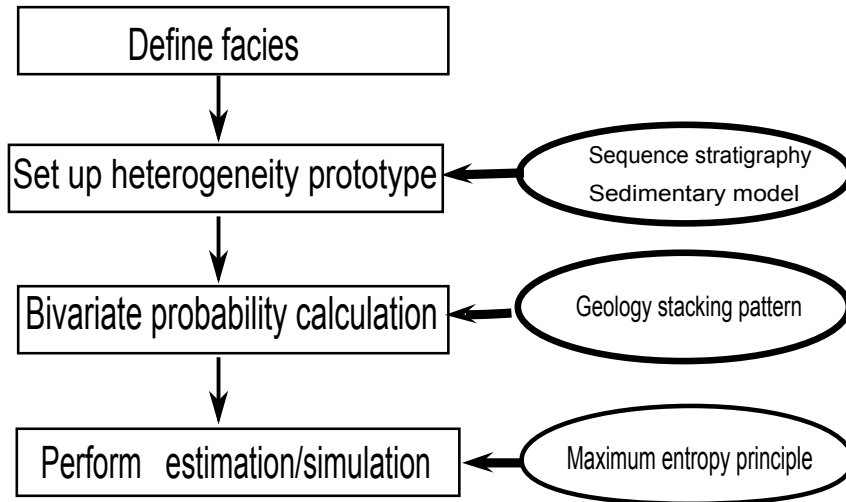 Define facies
Set up heterogeneity prototype
Sequence stratigraphy
Sedimentary model
Bivariate probability calculation
Geology stacking pattern
Perform estimation/simulation
Maximum entropy principle